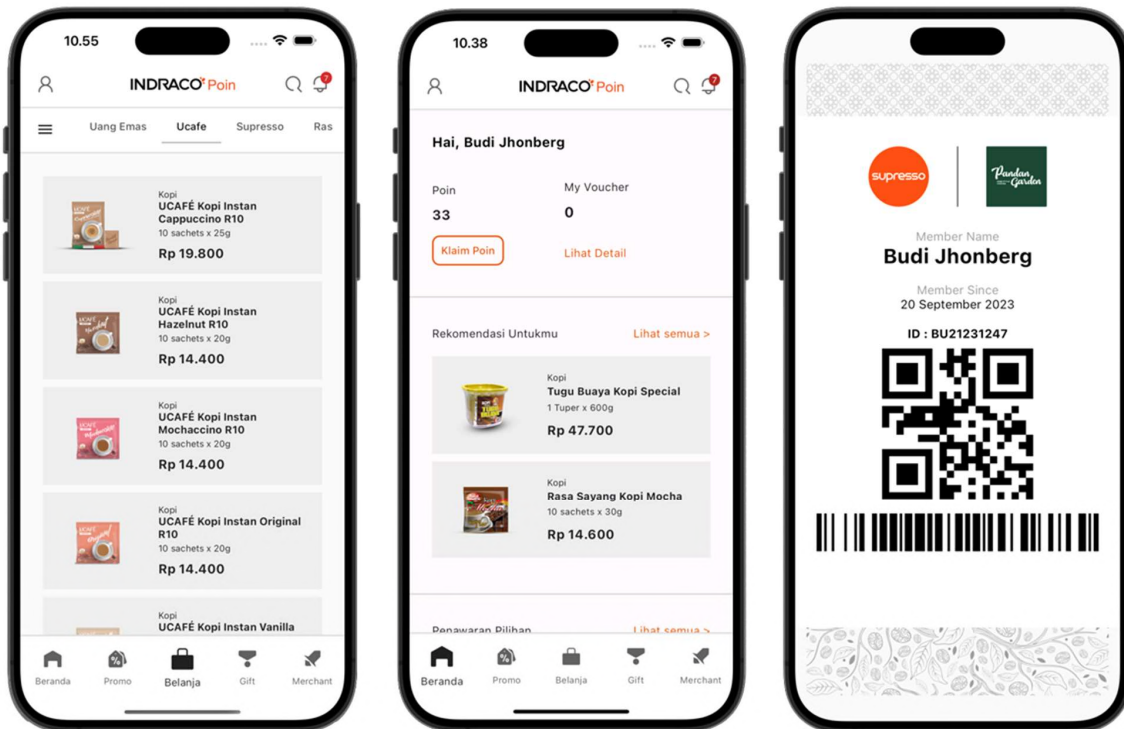 10.55
INDRACO Poin
7
Uang Emas Ucafe Supresso Ras
Kopi
UCAFÉ Kopi Instan
Cappuccino R10
10 sachets x 25g
Rp 19.800
Kopi
UCAFÉ Kopi Instan
Hazelnut R10
10 sachets x 20g
Rp 14.400
Kopi
UCAFÉ Kopi Instan
Mochaccino R10
10 sachets x 20g
Rp 14.400
Kopi
UCAFÉ Kopi Instan Original
R10
10 sachets x 20g
Rp 14.400
Kopi
UCAFÉ Kopi Instan Vanilla
Beranda Promo Belanja Gift Merchant
10.38
INDRACO Poin
7
Hai, Budi Jhonberg
Poin My Voucher
33 0
Klaim Poin Lihat Detail
Rekomendasi Untukmu Lihat semua >
Kopi
Tugu Buaya Kopi Special
1 Tuper x 600g
Rp 47.700
Kopi
Rasa Sayang Kopi Mocha
10 sachets x 30g
Rp 14.600
Penawaran Pilihan Lihat semua >
Beranda Promo Belanja Gift Merchant
supresso
Pandan
Garden
Member Name
Budi Jhonberg
Member Since
20 September 2023
ID : BU21231247